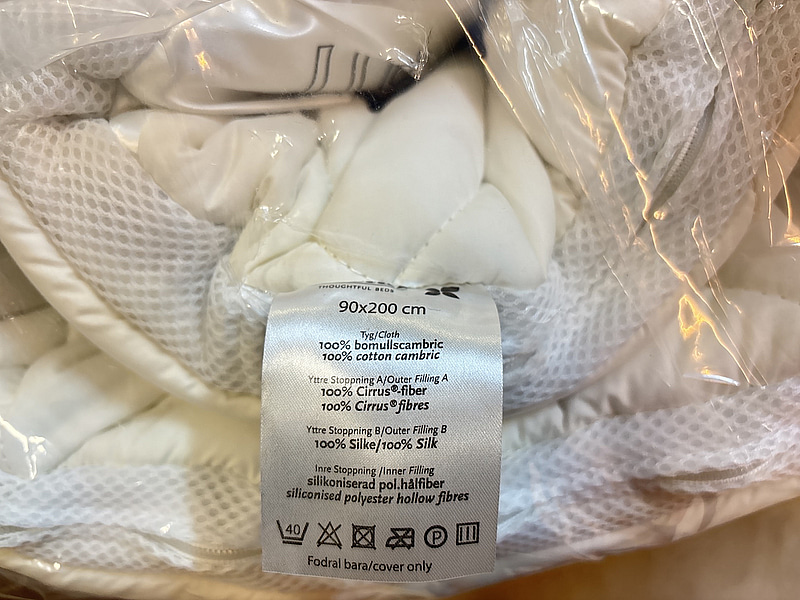 THOUGHTFUL BEDS
90x200 cm
Tyg/Cloth
100% bomullscambric
100% cotton cambric
Yttre Stoppning A/Outer Filling A
100% Cirrus®-fiber
100% Cirrus® fibres
Yttre Stoppning B/Outer Filling B
100% Silke/100% Silk
Inre Stoppning /Inner Filling
silikoniserad pol.hålfiber
siliconised polyester hollow fibres
40 P
Fodral bara/cover only